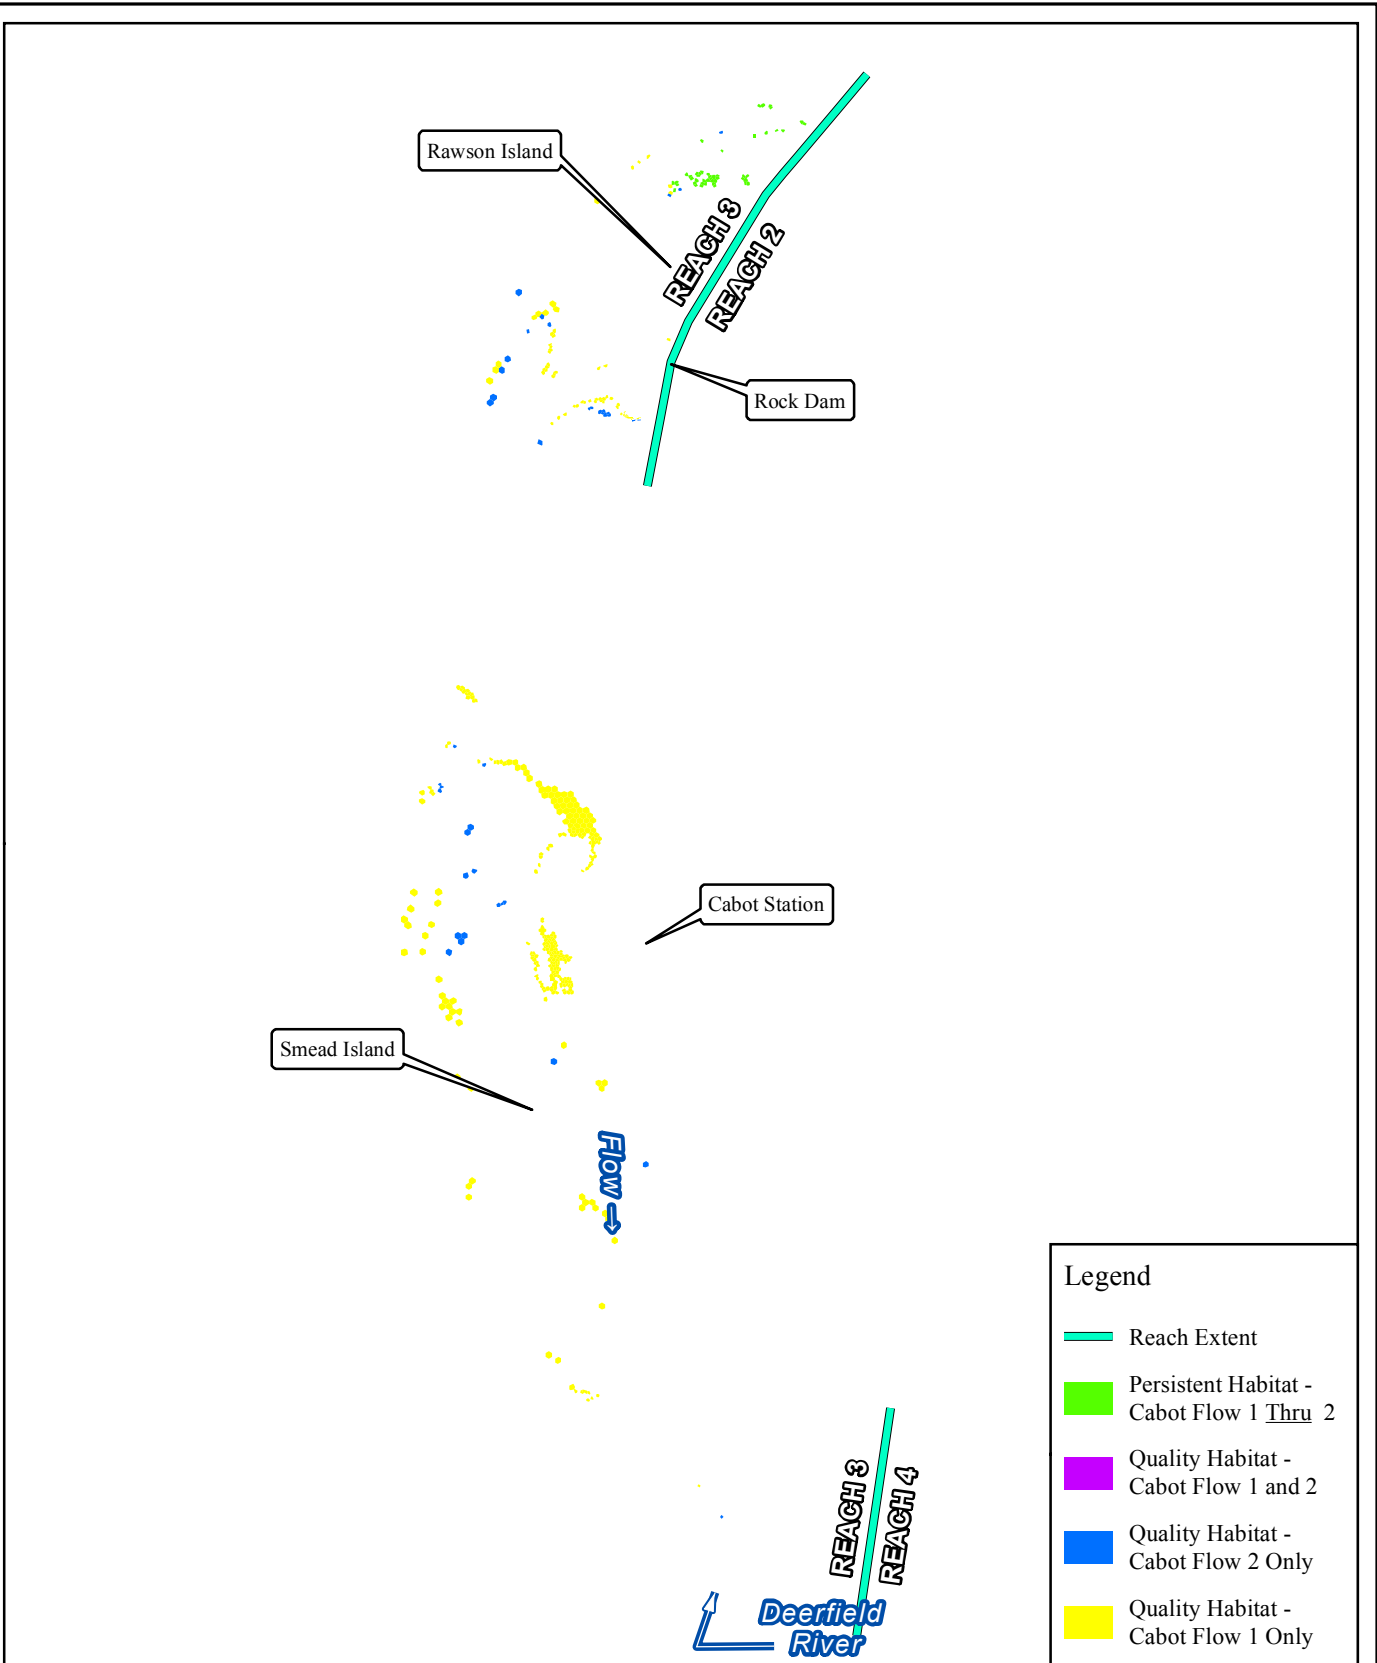 Rawson Island
REACH 3
REACH 2
Rock Dam
Cabot Station
Smead Island
Flow
Legend
Reach Extent
Persistent Habitat -
Cabot Flow 1 Thru 2
Quality Habitat -
Cabot Flow 1 and 2
Quality Habitat -
Cabot Flow 2 Only
Quality Habitat -
Cabot Flow 1 Only
REACH 3
REACH 4
Deerfield
River